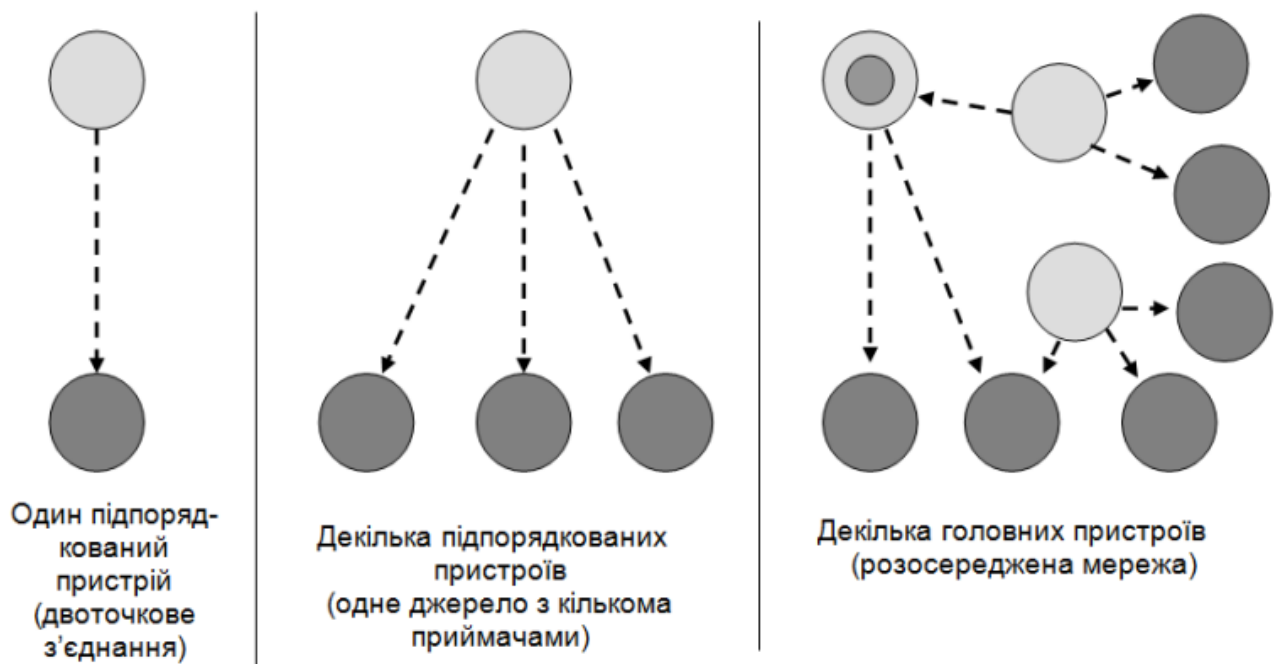 Один підпоряд-
кований
пристрій
(двоточкове
з’єднання)
Декілька підпорядкованих
пристроїв
(одне джерело з кількома
приймачами)
Декілька головних пристроїв
(розосереджена мережа)